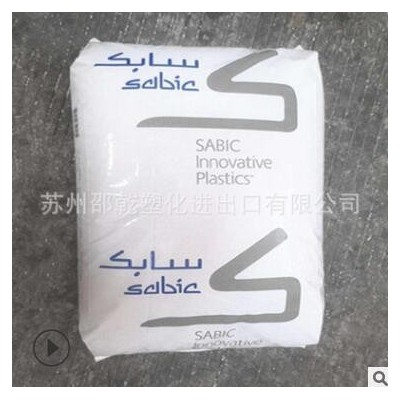 سابك
sabic
SABIC
Innovative
Plastics
苏州邵乾塑化进出口有限公司
سابك
sabic
SABIC
Innovative